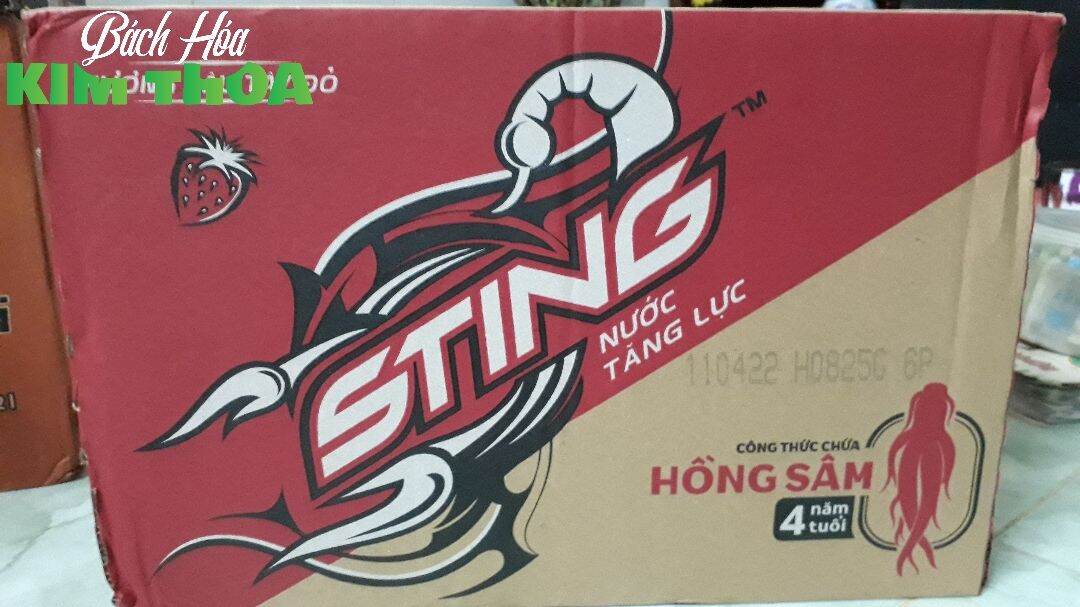 Bách Hóa
KIM THOA
STING
TM
NƯỚC
TĂNG LỰC
110422 HO825C 6P
CÔNG THỨC CHỨA
HỒNG SÂM
4 năm
tuổi